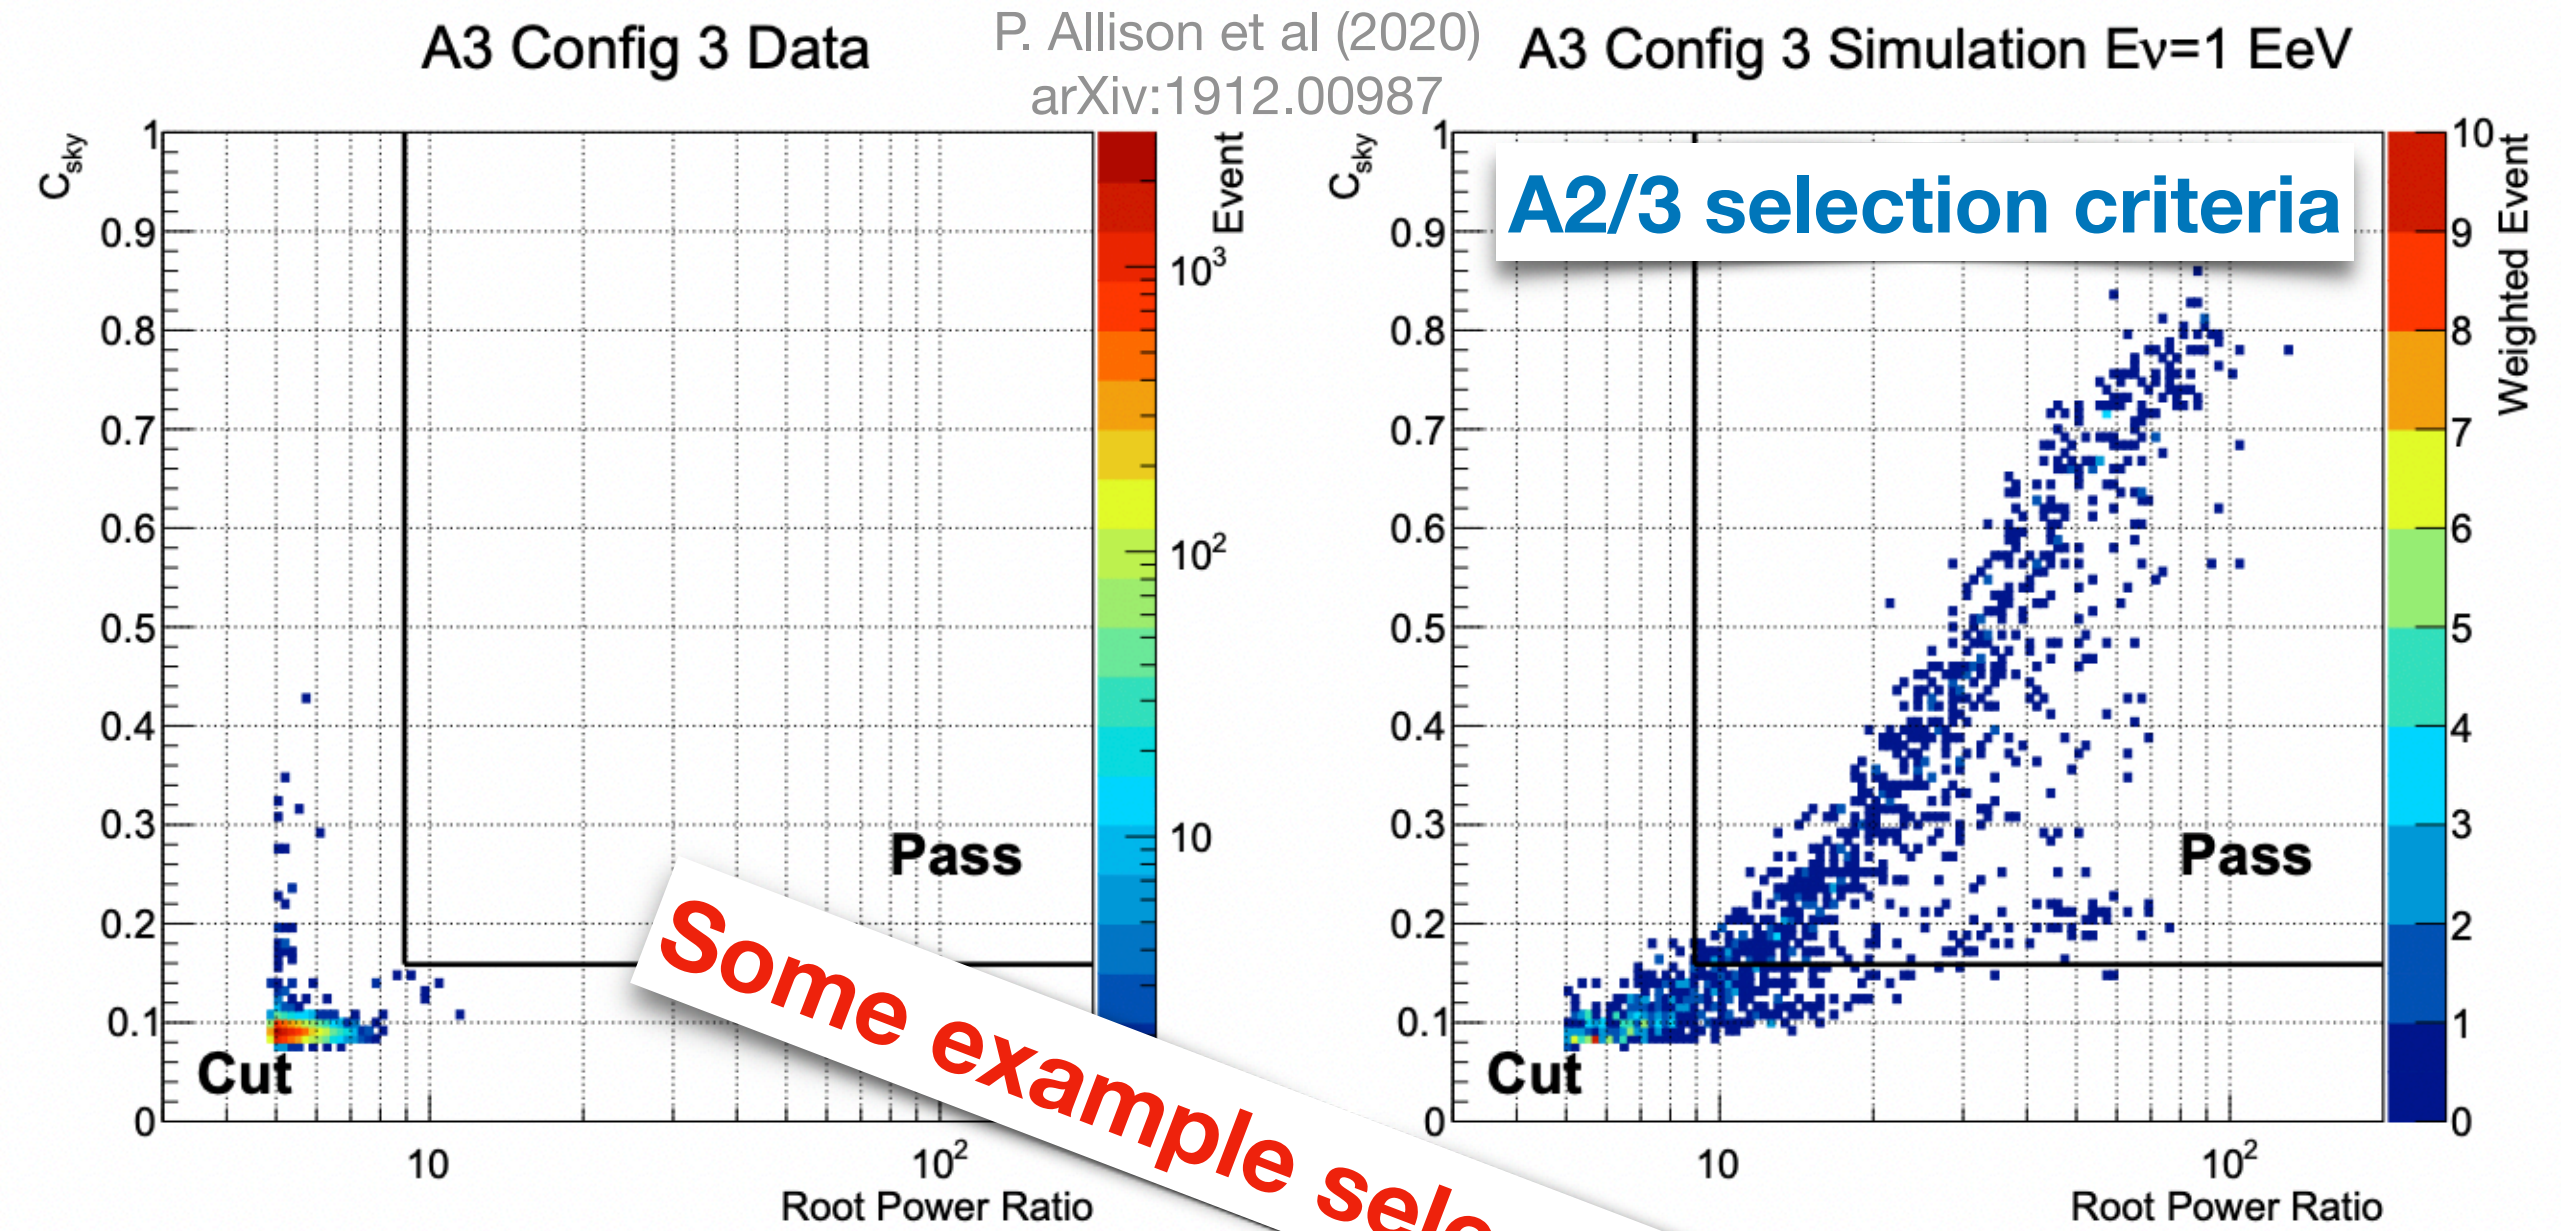 P. Allison et al (2020)
arXiv:1912.00987
A3 Config 3 Data
C_sky
1
0.9
0.8
0.7
0.6
0.5
0.4
0.3
0.2
0.1
0
10
10²
Root Power Ratio
Pass
Cut
Event
10³
10²
10
A3 Config 3 Simulation Eν=1 EeV
A2/3 selection criteria
C_sky
1
0.9
0.8
0.7
0.6
0.5
0.4
0.3
0.2
0.1
0
10
10²
Root Power Ratio
Pass
Cut
Weighted Event
10
9
8
7
6
5
4
3
2
1
0
Some example